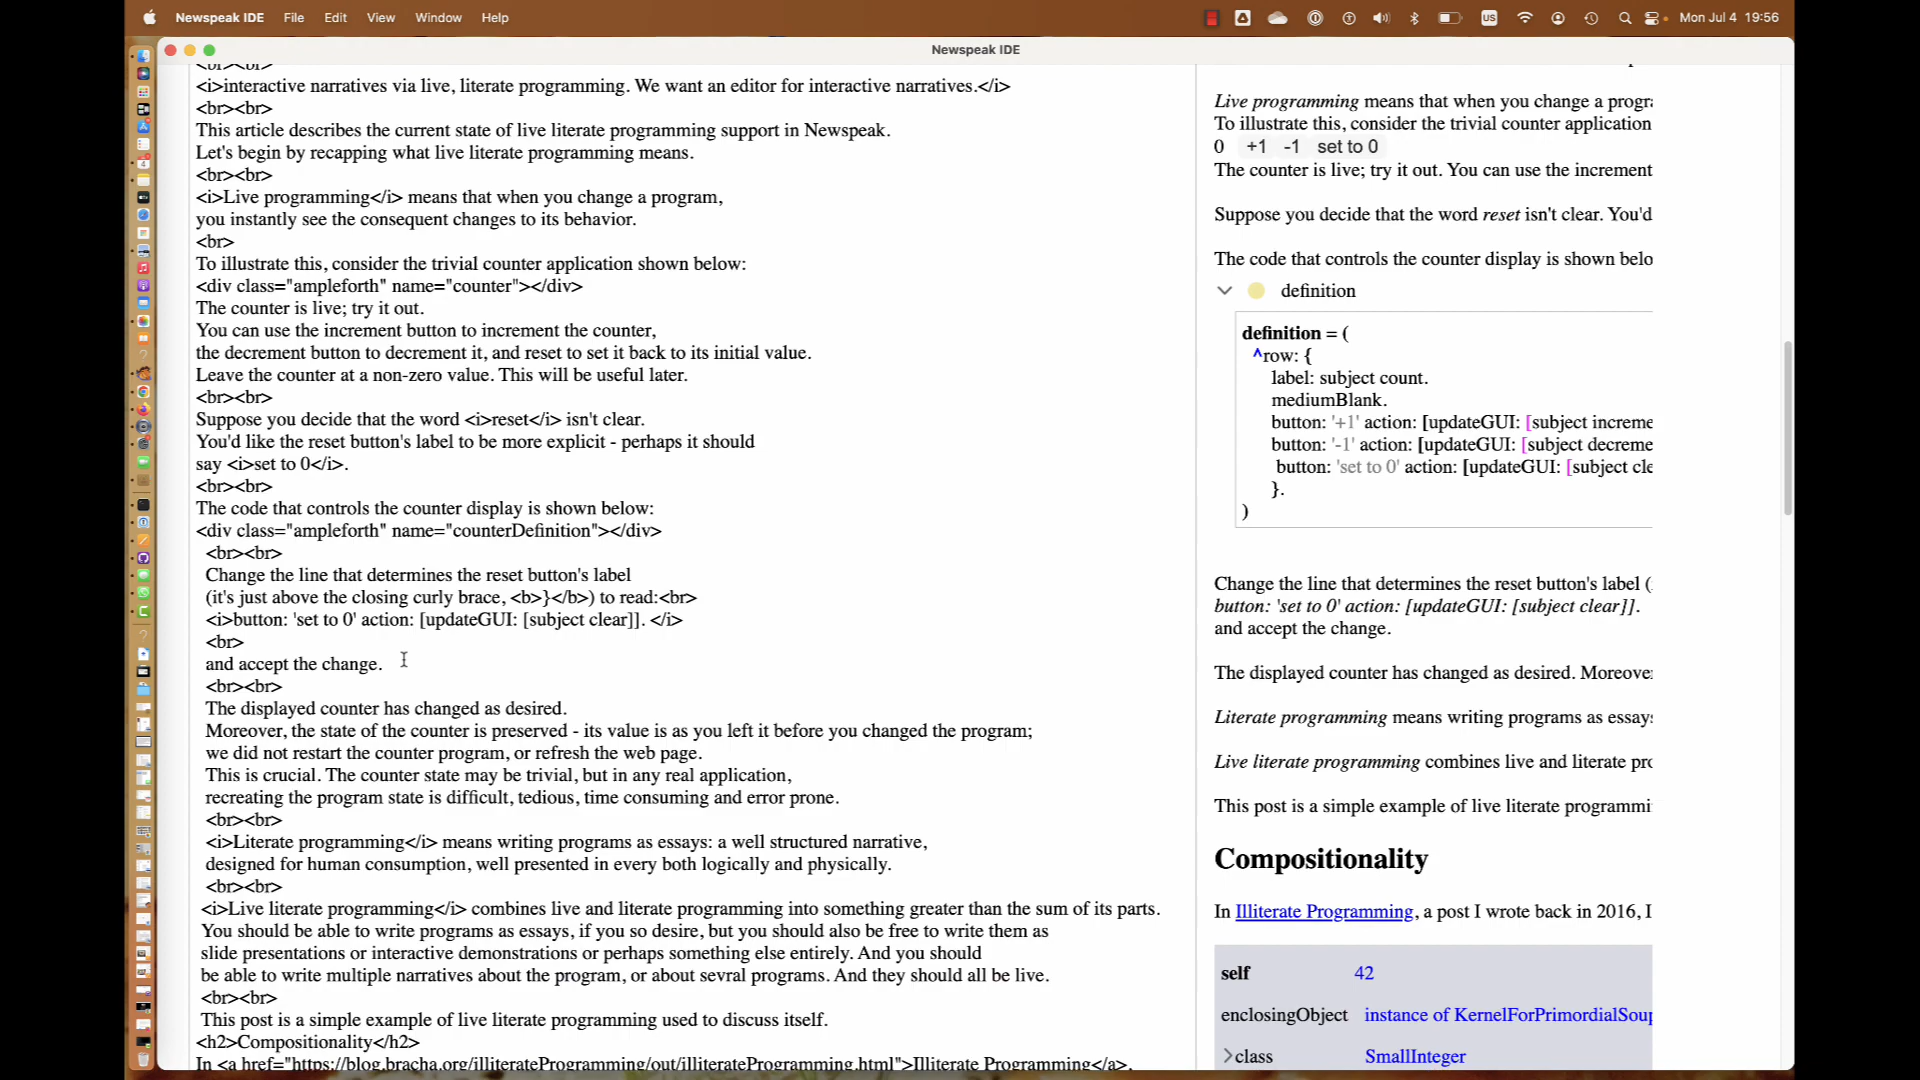 Newspeak IDE File Edit View Window Help
US
Mon Jul 4 19:56
Newspeak IDE
<br><br>
<i>interactive narratives via live, literate programming. We want an editor for interactive narratives.</i>
<br><br>
This article describes the current state of live literate programming support in Newspeak.
Let's begin by recapping what live literate programming means.
<br><br>
<i>Live programming</i> means that when you change a program,
you instantly see the consequent changes to its behavior.
<br>
To illustrate this, consider the trivial counter application shown below:
<div class="ampleforth" name="counter"></div>
The counter is live; try it out.
You can use the increment button to increment the counter,
the decrement button to decrement it, and reset to set it back to its initial value.
Leave the counter at a non-zero value. This will be useful later.
<br><br>
Suppose you decide that the word <i>reset</i> isn't clear.
You'd like the reset button's label to be more explicit - perhaps it should
say <i>set to 0</i>.
<br><br>
The code that controls the counter display is shown below:
<div class="ampleforth" name="counterDefinition"></div>
<br><br>
Change the line that determines the reset button's label
(it's just above the closing curly brace, <b>}</b>) to read:<br>
<i>button: 'set to 0' action: [updateGUI: [subject clear]]. </i>
<br>
and accept the change.
<br><br>
The displayed counter has changed as desired.
Moreover, the state of the counter is preserved - its value is as you left it before you changed the program;
we did not restart the counter program, or refresh the web page.
This is crucial. The counter state may be trivial, but in any real application,
recreating the program state is difficult, tedious, time consuming and error prone.
<br><br>
<i>Literate programming</i> means writing programs as essays: a well structured narrative,
designed for human consumption, well presented in every both logically and physically.
<br><br>
<i>Live literate programming</i> combines live and literate programming into something greater than the sum of its parts.
You should be able to write programs as essays, if you so desire, but you should also be free to write them as
slide presentations or interactive demonstrations or perhaps something else entirely. And you should
be able to write multiple narratives about the program, or about sevral programs. And they should all be live.
<br><br>
This post is a simple example of live literate programming used to discuss itself.
<h2>Compositionality</h2>
In <a href="https://blog.bracha.org/illiterateProgramming/out/illiterateProgramming.html">Illiterate Programming</a>,
Live programming means that when you change a progra
To illustrate this, consider the trivial counter application
0 +1 -1 set to 0
The counter is live; try it out. You can use the increment
Suppose you decide that the word reset isn't clear. You'd
The code that controls the counter display is shown belo
definition
definition = (
^row: {
label: subject count.
mediumBlank.
button: '+1' action: [updateGUI: [subject increme
button: '-1' action: [updateGUI: [subject decreme
button: 'set to 0' action: [updateGUI: [subject cle
}.
)
Change the line that determines the reset button's label (
button: 'set to 0' action: [updateGUI: [subject clear]].
and accept the change.
The displayed counter has changed as desired. Moreove
Literate programming means writing programs as essays
Live literate programming combines live and literate pro
This post is a simple example of live literate programmi
Compositionality
In Illiterate Programming, a post I wrote back in 2016, I
self 42
enclosingObject instance of KernelForPrimordialSoup
class SmallInteger